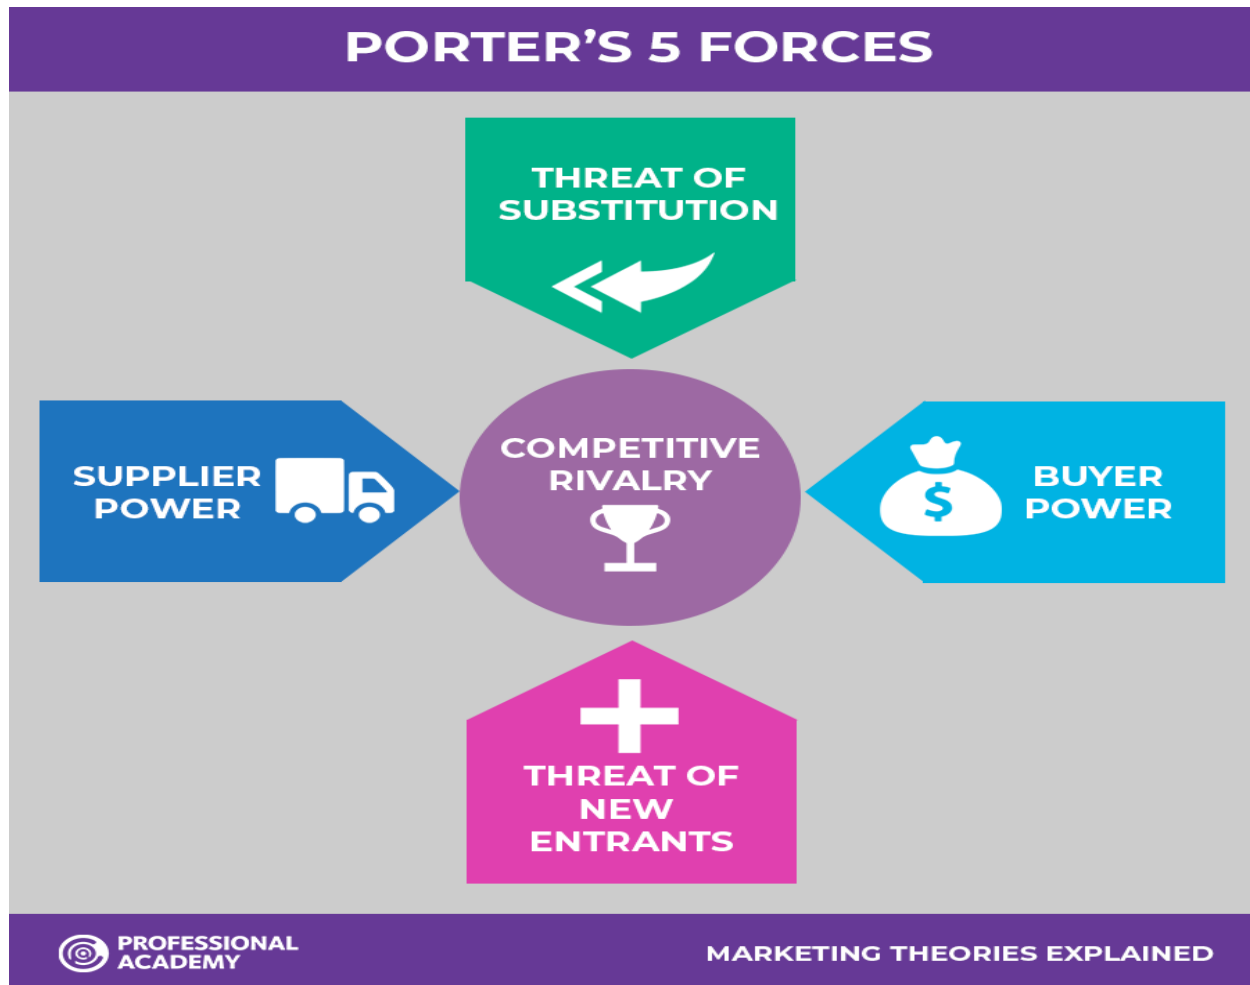 PORTER’S 5 FORCES
THREAT OF
SUBSTITUTION
SUPPLIER
POWER
COMPETITIVE
RIVALRY
$
BUYER
POWER
THREAT OF
NEW
ENTRANTS
PROFESSIONAL
ACADEMY
MARKETING THEORIES EXPLAINED